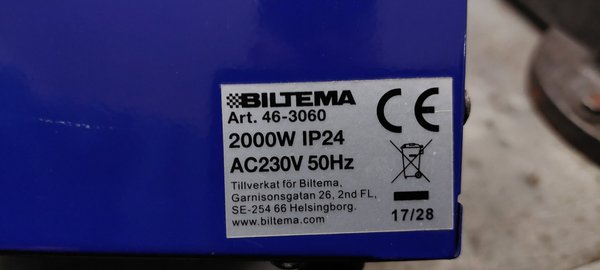 BILTEMA
Art. 46-3060
2000W IP24
AC230V 50Hz
Tillverkat för Biltema,
Garnisonsgatan 26, 2nd FL,
SE-254 66 Helsingborg.
www.biltema.com
CE
17/28